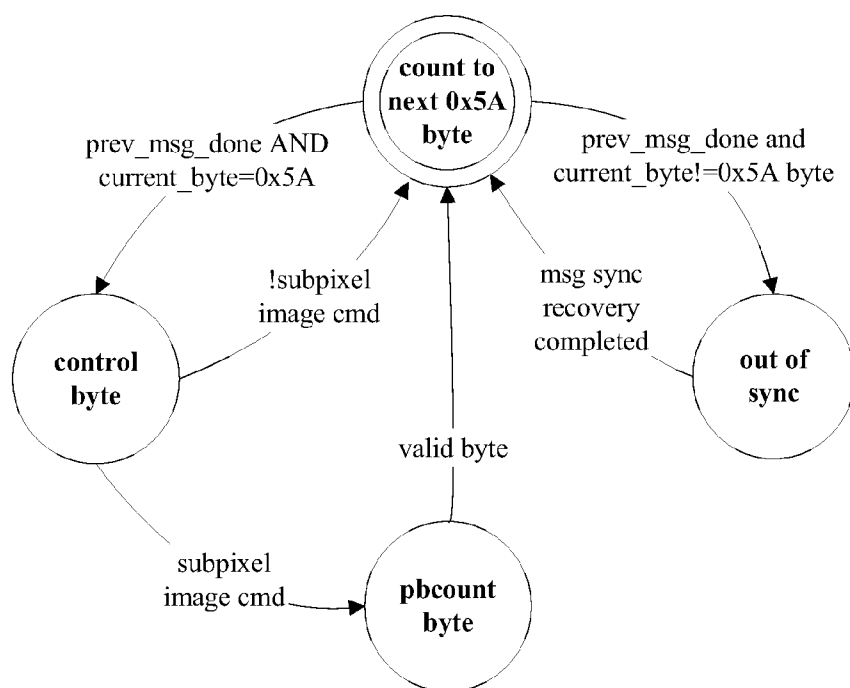 count to
next 0x5A
byte
prev_msg_done AND
current_byte=0x5A
prev_msg_done and
current_byte!=0x5A byte
!subpixel
image cmd
msg sync
recovery
completed
control
byte
out of
sync
valid byte
subpixel
image cmd
pbcount
byte